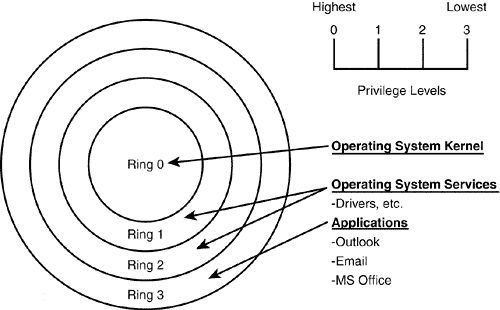 Highest Lowest
0 1 2 3
Privilege Levels
Operating System Kernel
Operating System Services
-Drivers, etc.
Applications
-Outlook
-Email
-MS Office
Ring 0
Ring 1
Ring 2
Ring 3